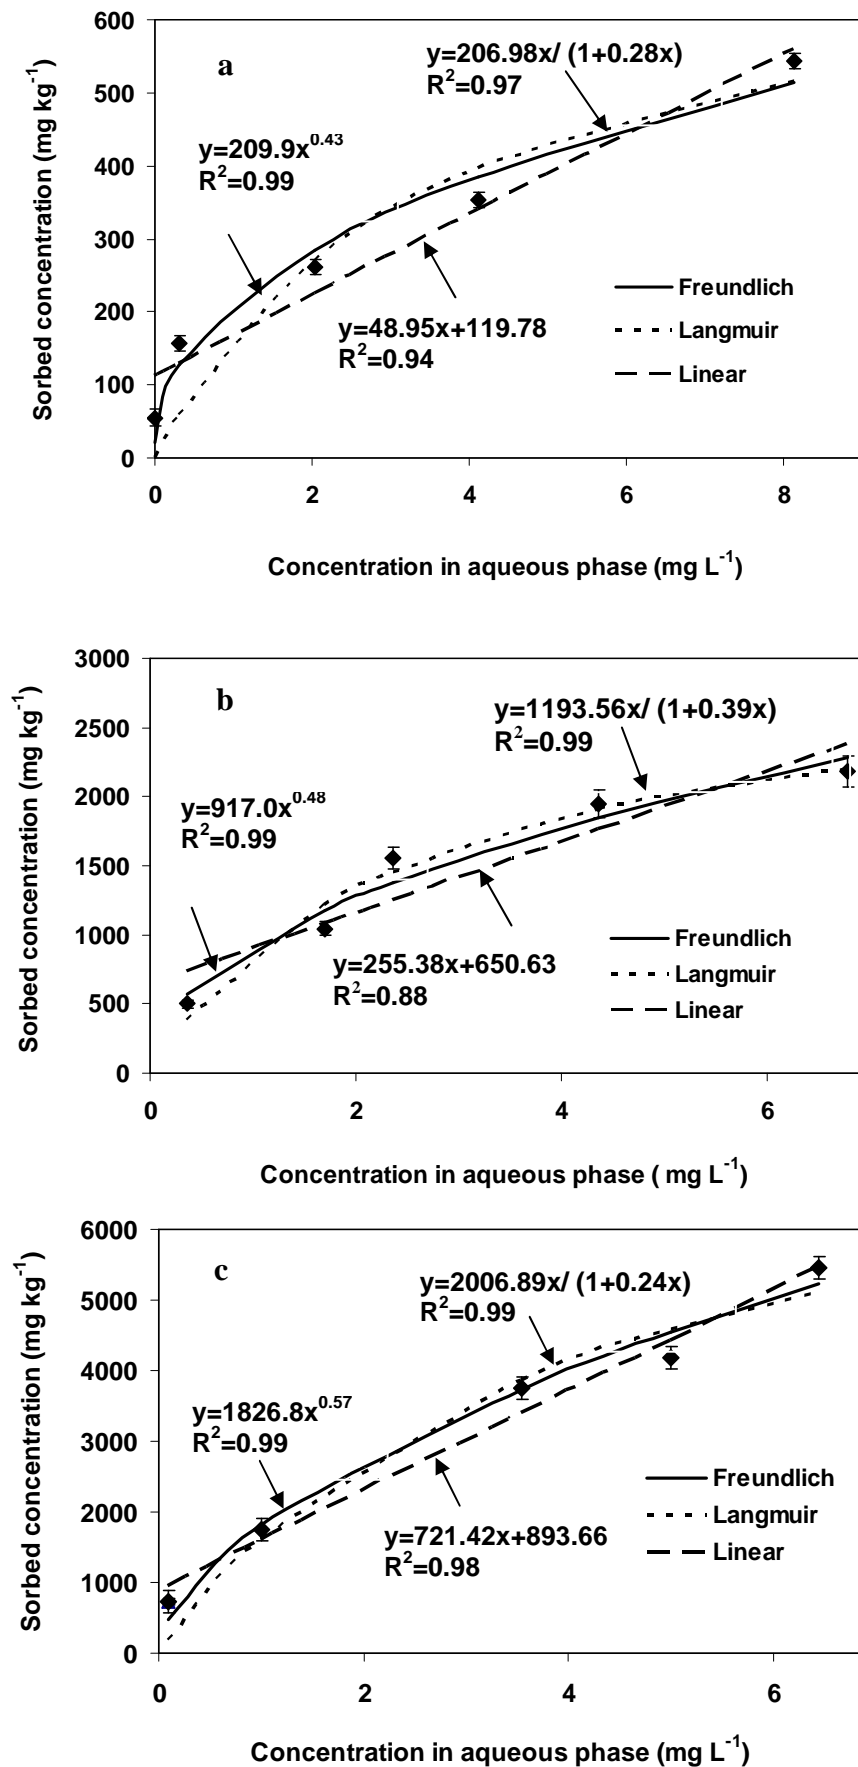 a
y=206.98x/ (1+0.28x)
R²=0.97
y=209.9x^0.43
R²=0.99
y=48.95x+119.78
R²=0.94
Freundlich
Langmuir
Linear
600
500
400
300
200
100
0
0 2 4 6 8
Sorbed concentration (mg kg⁻¹)
Concentration in aqueous phase (mg L⁻¹)
b
y=1193.56x/ (1+0.39x)
R²=0.99
y=917.0x^0.48
R²=0.99
y=255.38x+650.63
R²=0.88
Freundlich
Langmuir
Linear
3000
2500
2000
1500
1000
500
0
0 2 4 6
Sorbed concentration (mg kg⁻¹)
Concentration in aqueous phase ( mg L⁻¹)
c
y=2006.89x/ (1+0.24x)
R²=0.99
y=1826.8x^0.57
R²=0.99
y=721.42x+893.66
R²=0.98
Freundlich
Langmuir
Linear
6000
5000
4000
3000
2000
1000
0
0 2 4 6
Sorbed concentration (mg kg⁻¹)
Concentration in aqueous phase (mg L⁻¹)